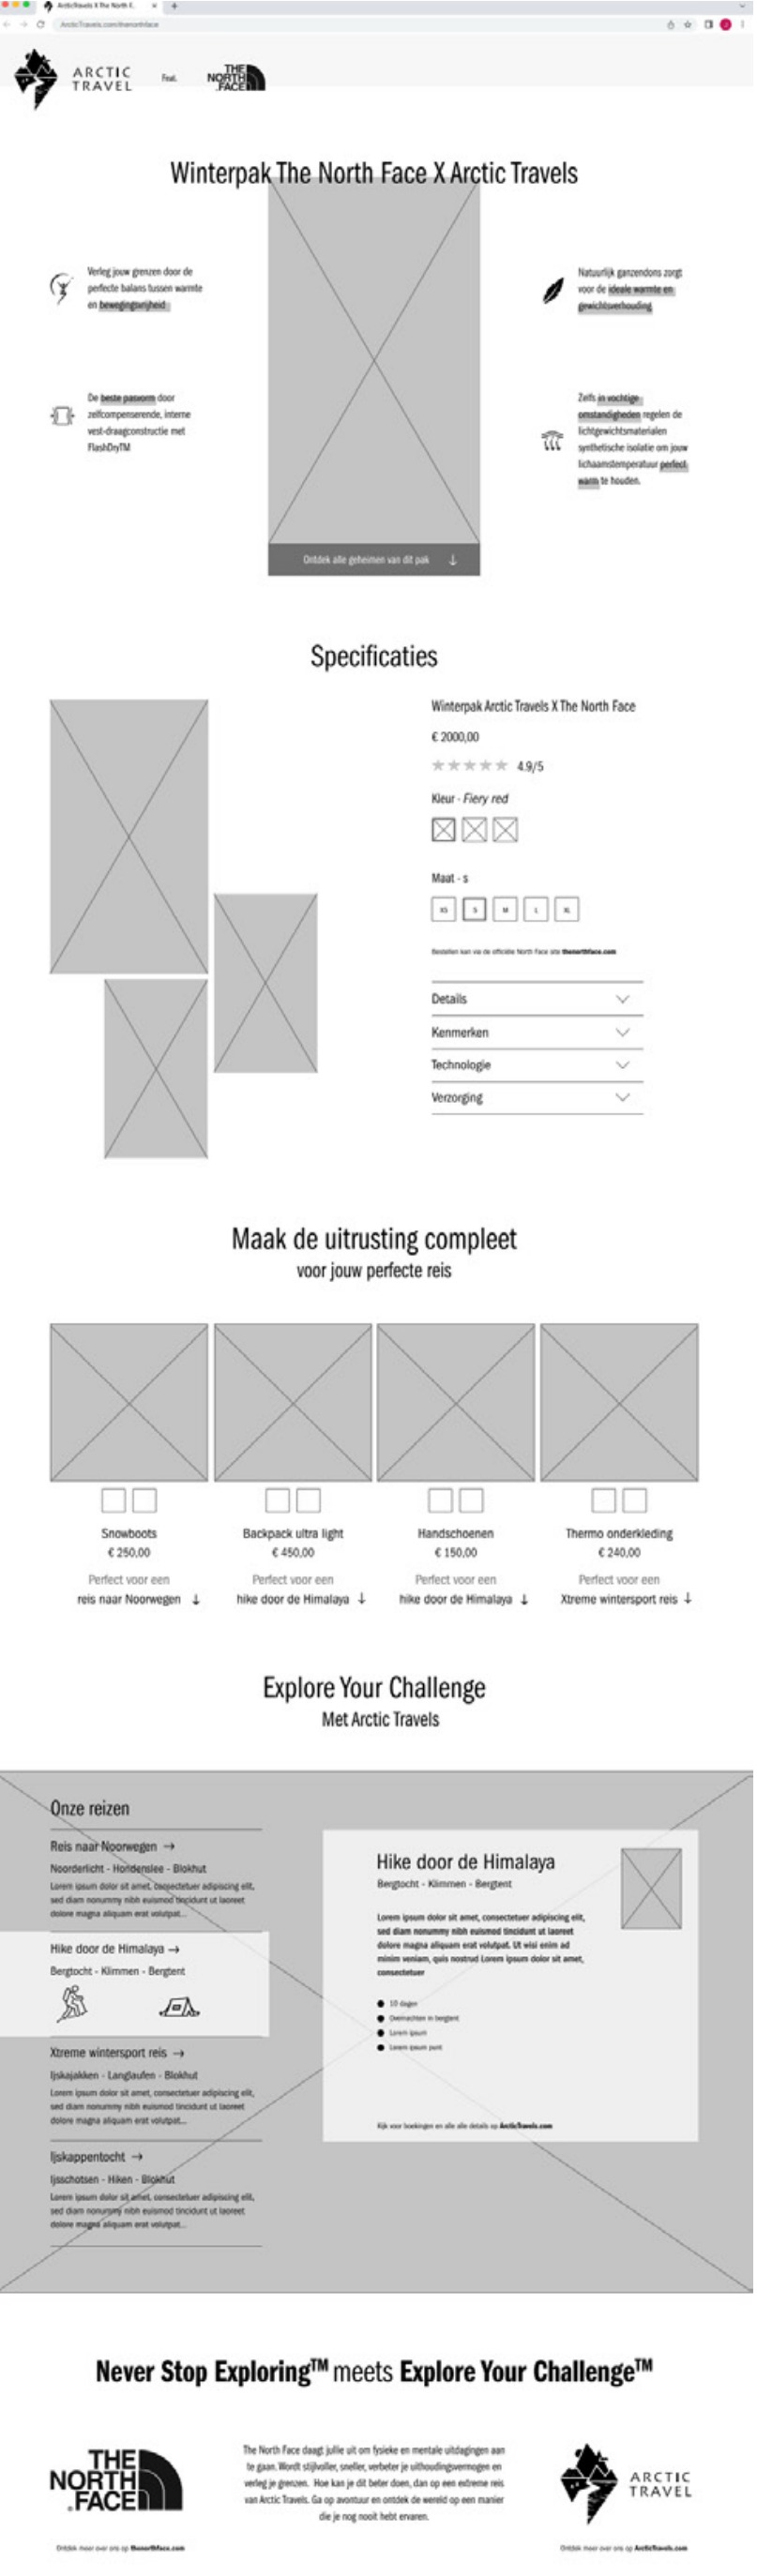 ArcticTravels X The North F.
ArcticTravels.com/thenorthface
ARCTIC
TRAVEL
Feat.
THE
NORTH
FACE
Winterpak The North Face X Arctic Travels
Verleg jouw grenzen door de
perfecte balans tussen warmte
en bewegingsvrijheid
De beste pasvorm door
zelfcompenserende, interne
vest-draagconstructie met
FlashDryTM
Natuurlijk ganzendons zorgt
voor de ideale warmte en
gewichtsverhouding
Zelfs in vochtige
omstandigheden regelen de
lichtgewichtsmaterialen
synthetische isolatie om jouw
lichaamstemperatuur perfect
warm te houden.
Ontdek alle geheimen van dit pak ↓
Specificaties
Winterpak Arctic Travels X The North Face
€ 2000,00
★★★★★ 4.9/5
Kleur - Fiery red
Maat - s
XS S M L XL
Bestellen kan via de officiële North Face site thenorthface.com
Details
Kenmerken
Technologie
Verzorging
Maak de uitrusting compleet
voor jouw perfecte reis
Snowboots
€ 250,00
Perfect voor een
reis naar Noorwegen ↓
Backpack ultra light
€ 450,00
Perfect voor een
hike door de Himalaya ↓
Handschoenen
€ 150,00
Perfect voor een
hike door de Himalaya ↓
Thermo onderkleding
€ 240,00
Perfect voor een
Xtreme wintersport reis ↓
Explore Your Challenge
Met Arctic Travels
Onze reizen
Reis naar Noorwegen →
Noorderlicht - Hondenslee - Blokhut
Lorem ipsum dolor sit amet, consectetuer adipiscing elit,
sed diam nonummy nibh euismod tincidunt ut laoreet
dolore magna aliquam erat volutpat...
Hike door de Himalaya →
Bergtocht - Klimmen - Bergtent
Xtreme wintersport reis →
Ijskajakken - Langlaufen - Blokhut
Lorem ipsum dolor sit amet, consectetuer adipiscing elit,
sed diam nonummy nibh euismod tincidunt ut laoreet
dolore magna aliquam erat volutpat...
Ijskappentocht →
Ijsschotsen - Hiken - Blokhut
Lorem ipsum dolor sit amet, consectetuer adipiscing elit,
sed diam nonummy nibh euismod tincidunt ut laoreet
dolore magna aliquam erat volutpat...
Hike door de Himalaya
Bergtocht - Klimmen - Bergtent
Lorem ipsum dolor sit amet, consectetuer adipiscing elit,
sed diam nonummy nibh euismod tincidunt ut laoreet
dolore magna aliquam erat volutpat. Ut wisi enim ad
minim veniam, quis nostrud Lorem ipsum dolor sit amet,
consectetuer
10 dagen
Overnachten in bergtent
Lorem ipsum
Lorem ipsum punt
Kijk voor boekingen en alle alle details op ArcticTravels.com
Never Stop Exploring™ meets Explore Your Challenge™
THE
NORTH
FACE
Ontdek meer over ons op thenorthface.com
The North Face daagt jullie uit om fysieke en mentale uitdagingen aan
te gaan. Wordt stijlvoller, sneller, verbeter je uithoudingsvermogen en
verleg je grenzen. Hoe kan je dit beter doen, dan op een extreme reis
van Arctic Travels. Ga op avontuur en ontdek de wereld op een manier
die je nog nooit hebt ervaren.
ARCTIC
TRAVEL
Ontdek meer over ons op ArcticTravels.com